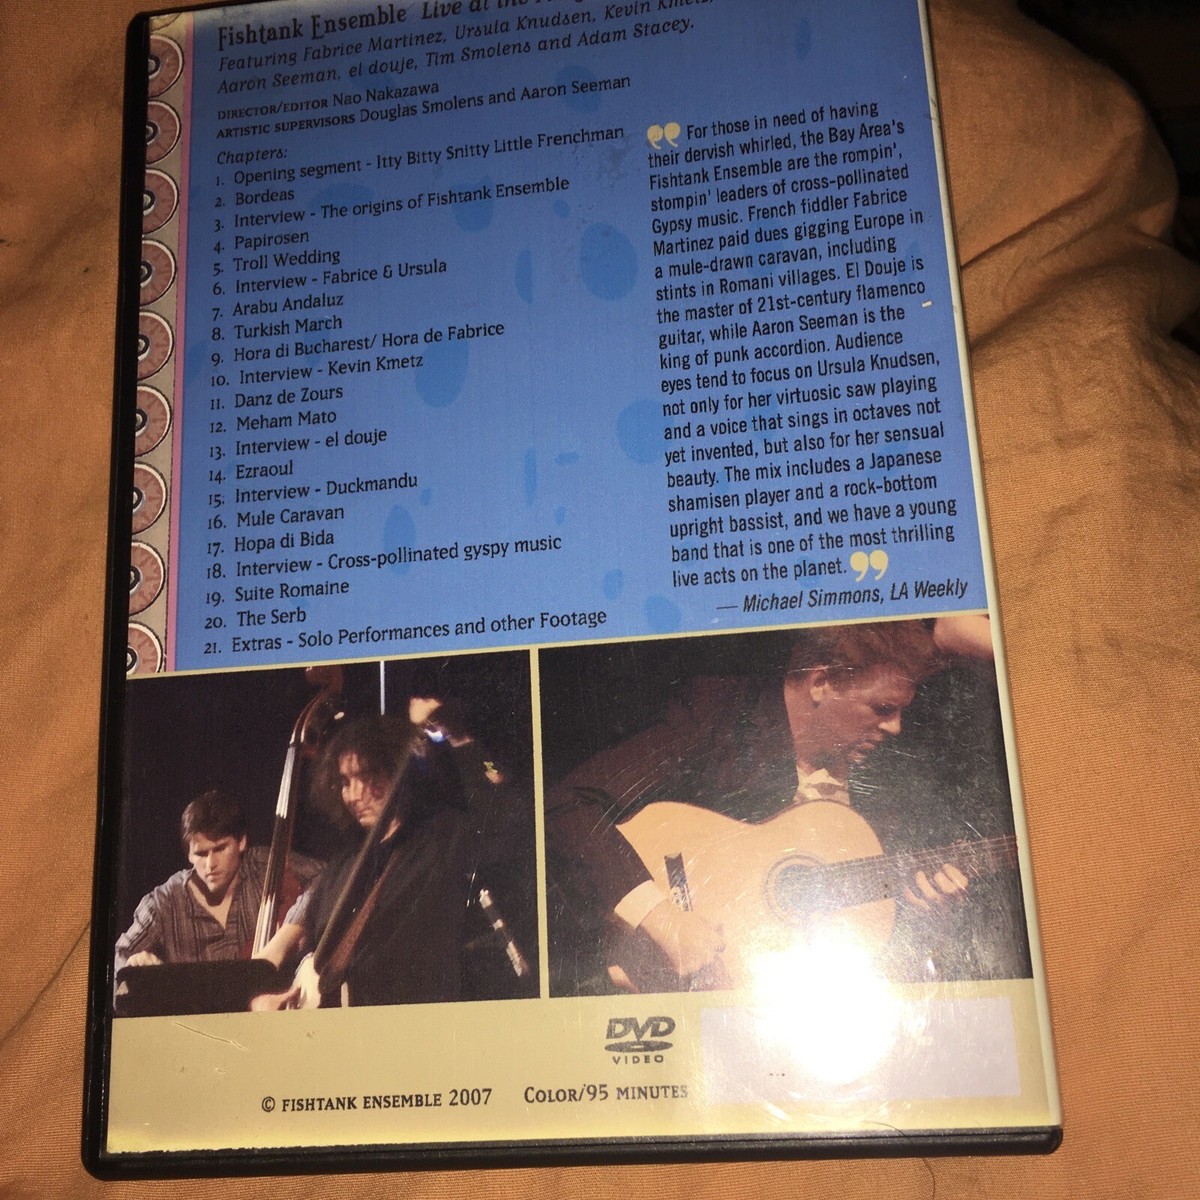 Fishtank Ensemble Live at the
Featuring Fabrice Martinez, Ursula Knudsen, Kevin Kmetz,
Aaron Seeman, el douje, Tim Smolens and Adam Stacey.
DIRECTOR/EDITOR Nao Nakazawa
ARTISTIC SUPERVISORS Douglas Smolens and Aaron Seeman
Chapters:
1. Opening segment - Itty Bitty Snitty Little Frenchman
2. Bordeas
3. Interview - The origins of Fishtank Ensemble
4. Papirosen
5. Troll Wedding
6. Interview - Fabrice & Ursula
7. Arabu Andaluz
8. Turkish March
9. Hora di Bucharest/ Hora de Fabrice
10. Interview - Kevin Kmetz
11. Danz de Zours
12. Meham Mato
13. Interview - el douje
14. Ezraoul
15. Interview - Duckmandu
16. Mule Caravan
17. Hopa di Bida
18. Interview - Cross-pollinated gyspy music
19. Suite Romaine
20. The Serb
21. Extras - Solo Performances and other Footage
“ For those in need of having
their dervish whirled, the Bay Area's
Fishtank Ensemble are the rompin',
stompin' leaders of cross-pollinated
Gypsy music. French fiddler Fabrice
Martinez paid dues gigging Europe in
a mule-drawn caravan, including
stints in Romani villages. El Douje is
the master of 21st-century flamenco
guitar, while Aaron Seeman is the
king of punk accordion. Audience
eyes tend to focus on Ursula Knudsen,
not only for her virtuosic saw playing
and a voice that sings in octaves not
yet invented, but also for her sensual
beauty. The mix includes a Japanese
shamisen player and a rock-bottom
upright bassist, and we have a young
band that is one of the most thrilling
live acts on the planet. ”
— Michael Simmons, LA Weekly
DVD
VIDEO
© FISHTANK ENSEMBLE 2007 COLOR/95 MINUTES